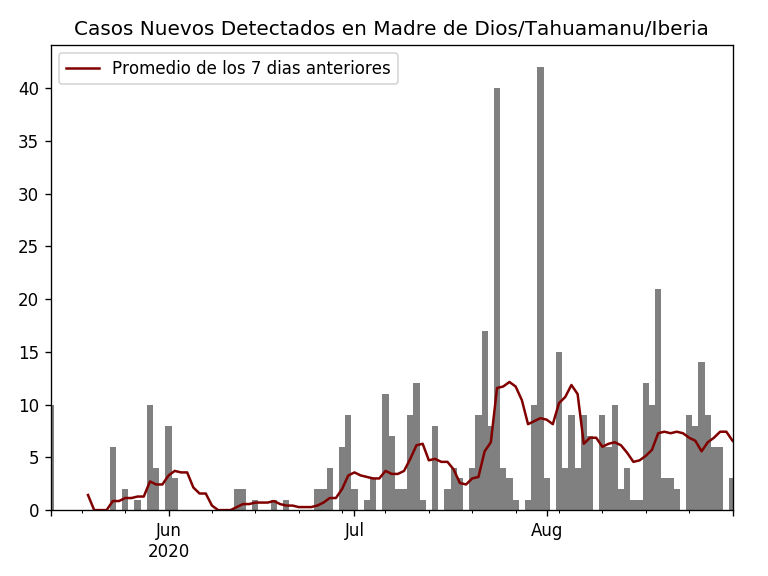 Casos Nuevos Detectados en Madre de Dios/Tahuamanu/Iberia
Promedio de los 7 dias anteriores
40
35
30
25
20
15
10
5
0
Jun
2020
Jul
Aug